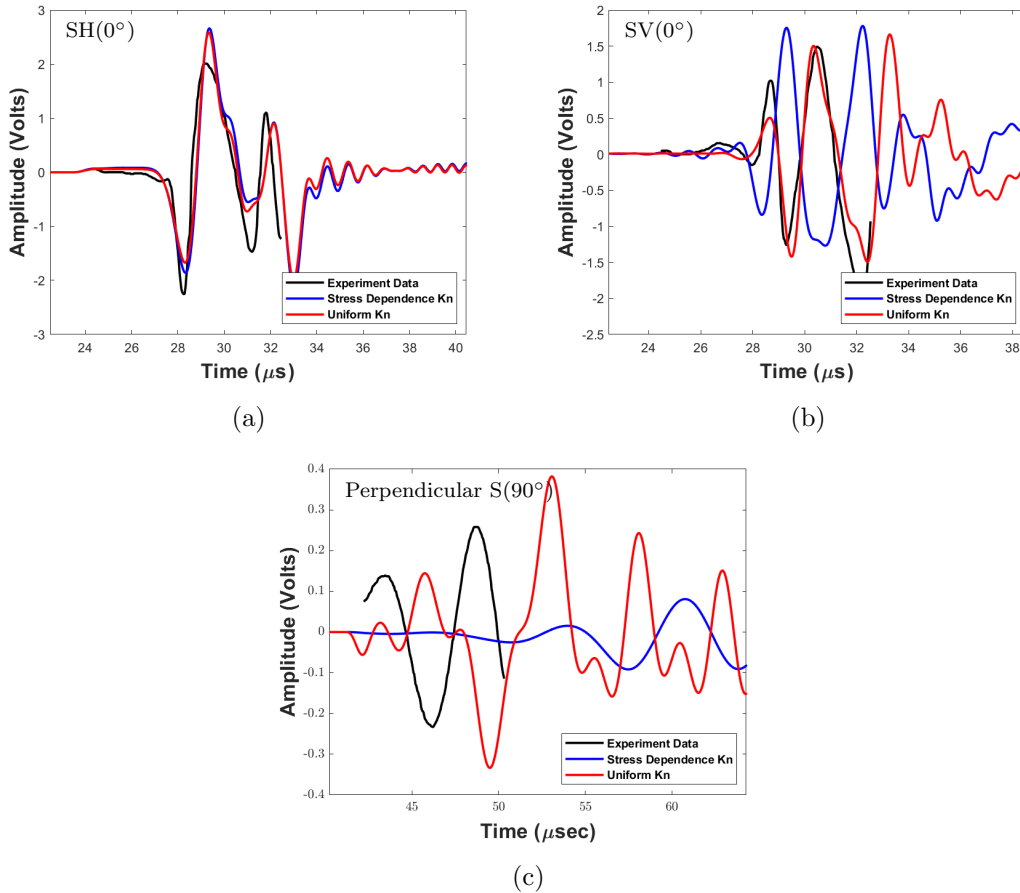 SH(0°)
3
2
1
0
-1
-2
-3
Amplitude (Volts)
24 26 28 30 32 34 36 38 40
Time (μs)
Experiment Data
Stress Dependence Kn
Uniform Kn
(a)
SV(0°)
2
1.5
1
0.5
0
-0.5
-1
-1.5
-2
-2.5
Amplitude (Volts)
24 26 28 30 32 34 36 38
Time (μs)
Experiment Data
Stress Dependence Kn
Uniform Kn
(b)
Perpendicular S(90°)
0.4
0.3
0.2
0.1
0
-0.1
-0.2
-0.3
-0.4
Amplitude (Volts)
45 50 55 60
Time (μsec)
Experiment Data
Stress Dependence Kn
Uniform Kn
(c)